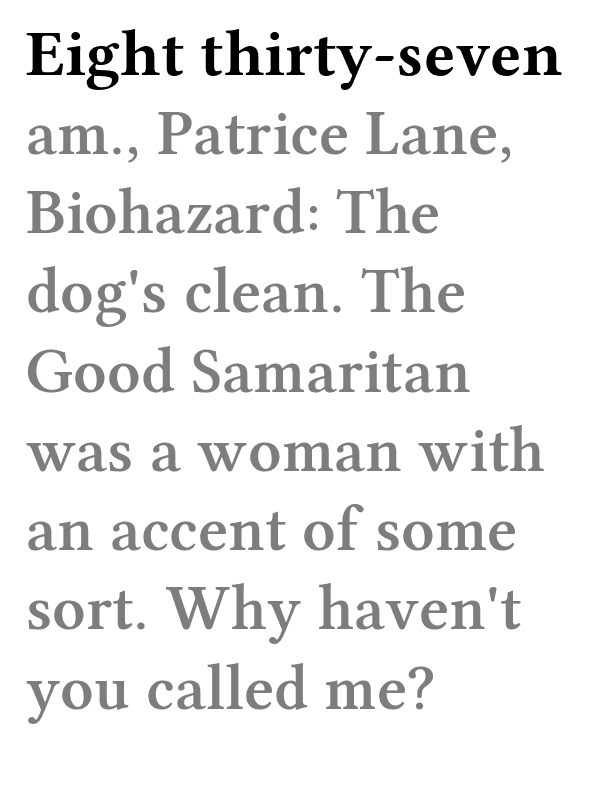 Eight thirty-seven
am., Patrice Lane,
Biohazard: The
dog's clean. The
Good Samaritan
was a woman with
an accent of some
sort. Why haven't
you called me?